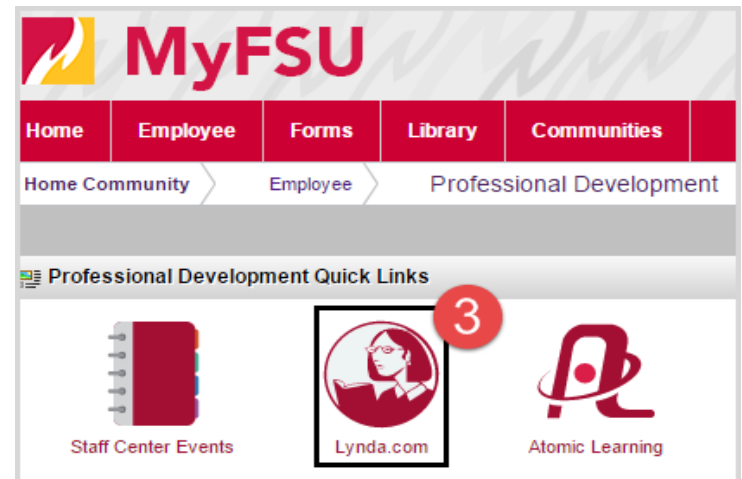 MyFSU
Home Employee Forms Library Communities
Home Community Employee Professional Development
Professional Development Quick Links
3
Staff Center Events Lynda.com Atomic Learning